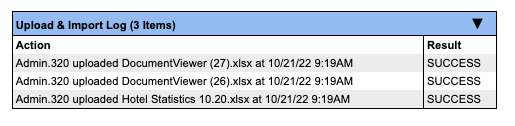 Upload & Import Log (3 Items) ▼
Action Result
Admin.320 uploaded DocumentViewer (27).xlsx at 10/21/22 9:19AM SUCCESS
Admin.320 uploaded DocumentViewer (26).xlsx at 10/21/22 9:19AM SUCCESS
Admin.320 uploaded Hotel Statistics 10.20.xlsx at 10/21/22 9:19AM SUCCESS